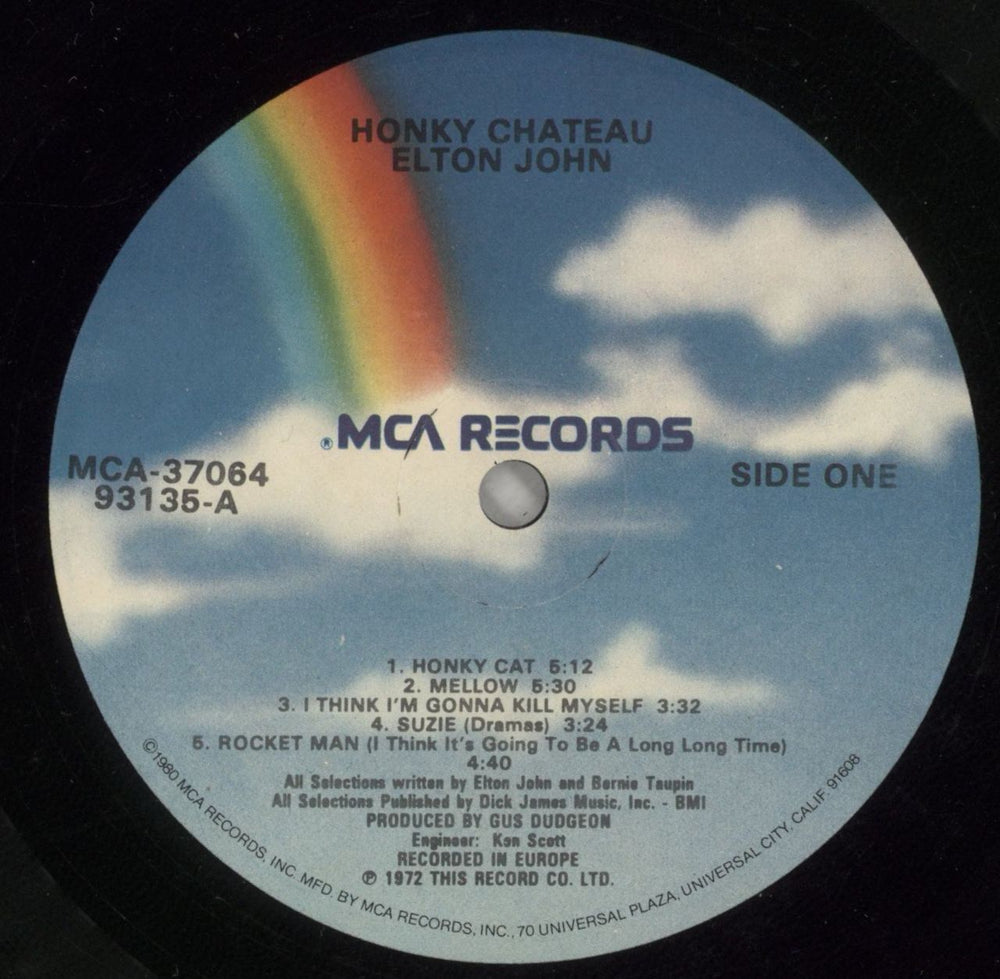 HONKY CHATEAU
ELTON JOHN
®MCA RECORDS
MCA-37064
93135-A
SIDE ONE
1. HONKY CAT 5:12
2. MELLOW 5:30
3. I THINK I'M GONNA KILL MYSELF 3:32
4. SUZIE (Dramas) 3:24
5. ROCKET MAN (I Think It's Going To Be A Long Long Time)
4:40
All Selections written by Elton John and Bernie Taupin
All Selections Published by Dick James Music, Inc. - BMI
PRODUCED BY GUS DUDGEON
Engineer: Ken Scott
RECORDED IN EUROPE
℗ 1972 THIS RECORD CO. LTD.
©1980 MCA RECORDS, INC. MFD. BY MCA RECORDS, INC., 70 UNIVERSAL PLAZA, UNIVERSAL CITY, CALIF. 91608